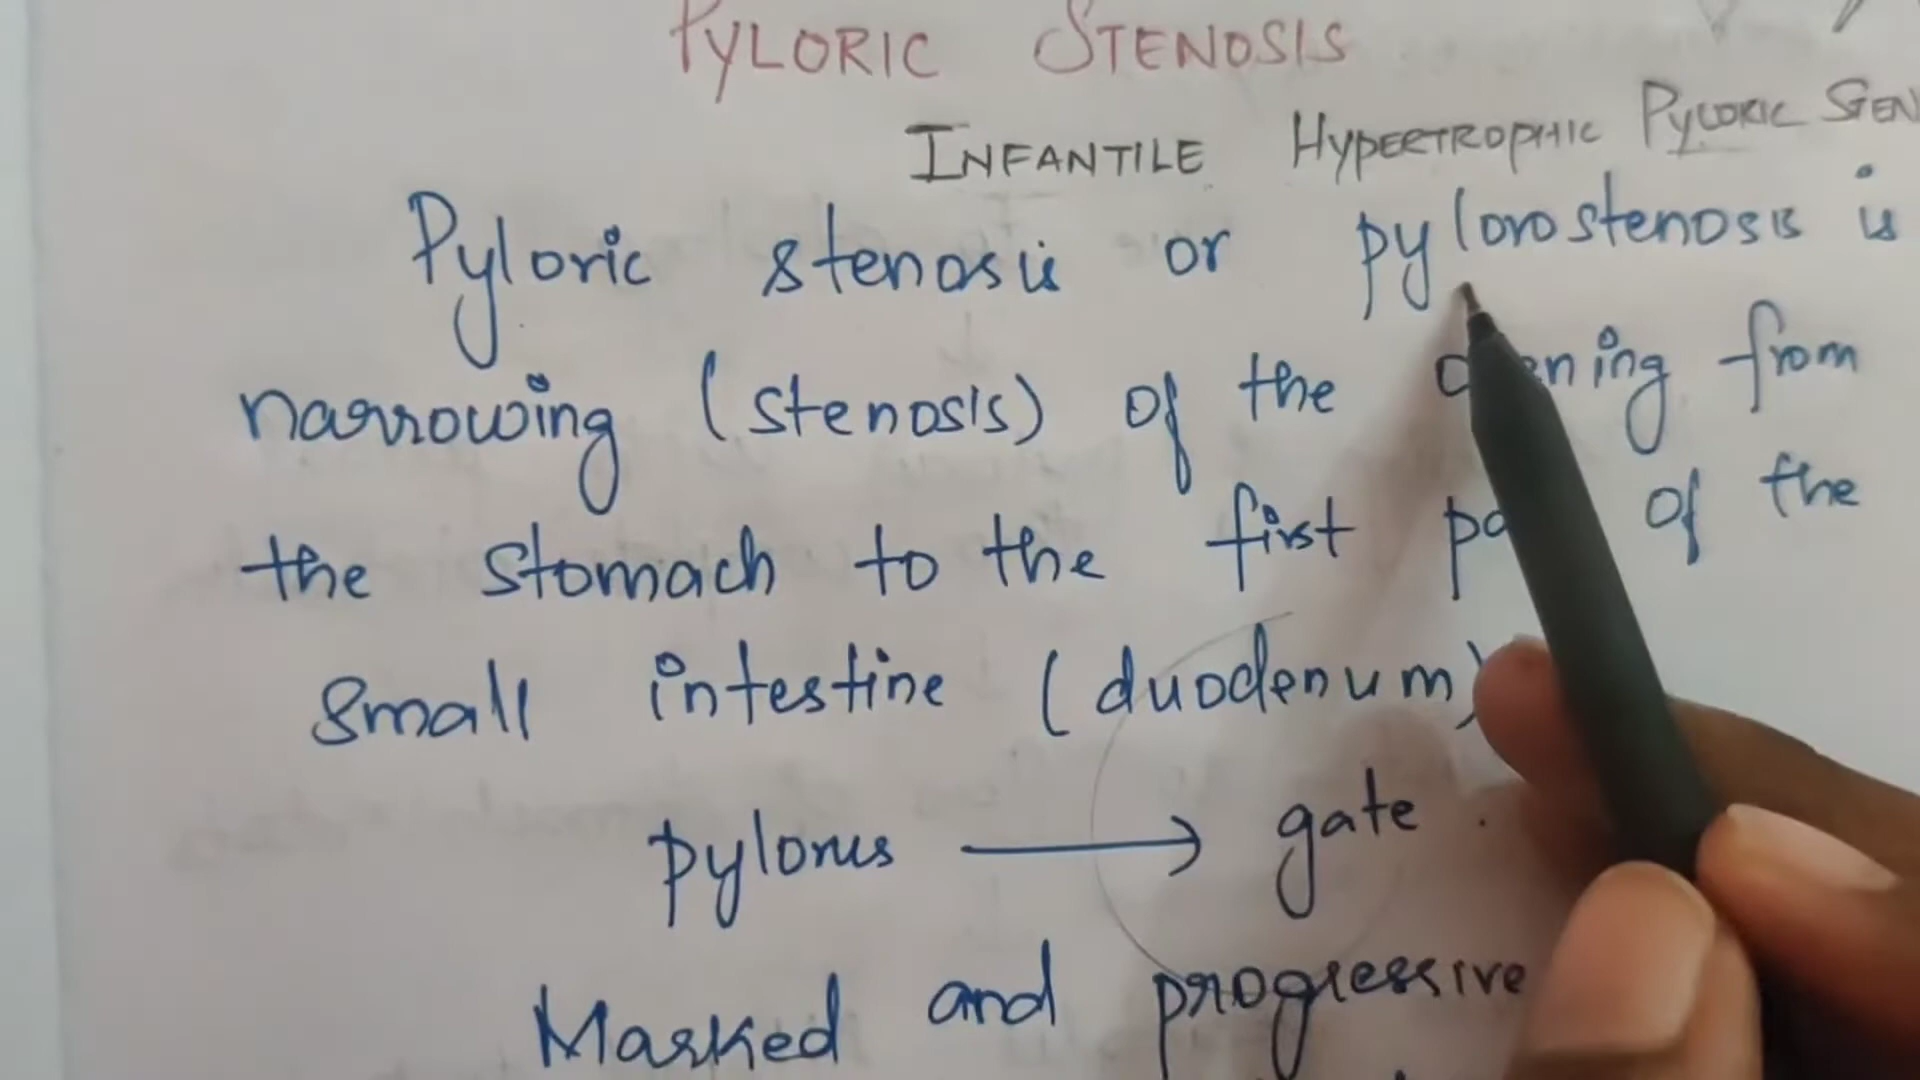 PYLORIC STENOSIS
INFANTILE HYPERTROPHIC PYLORIC STEN
Pyloric stenosis or pylorostenosis is
narrowing (stenosis) of the opening from
the stomach to the first of the
small intestine (duodenum)
pylorus → gate.
Marked and progressive